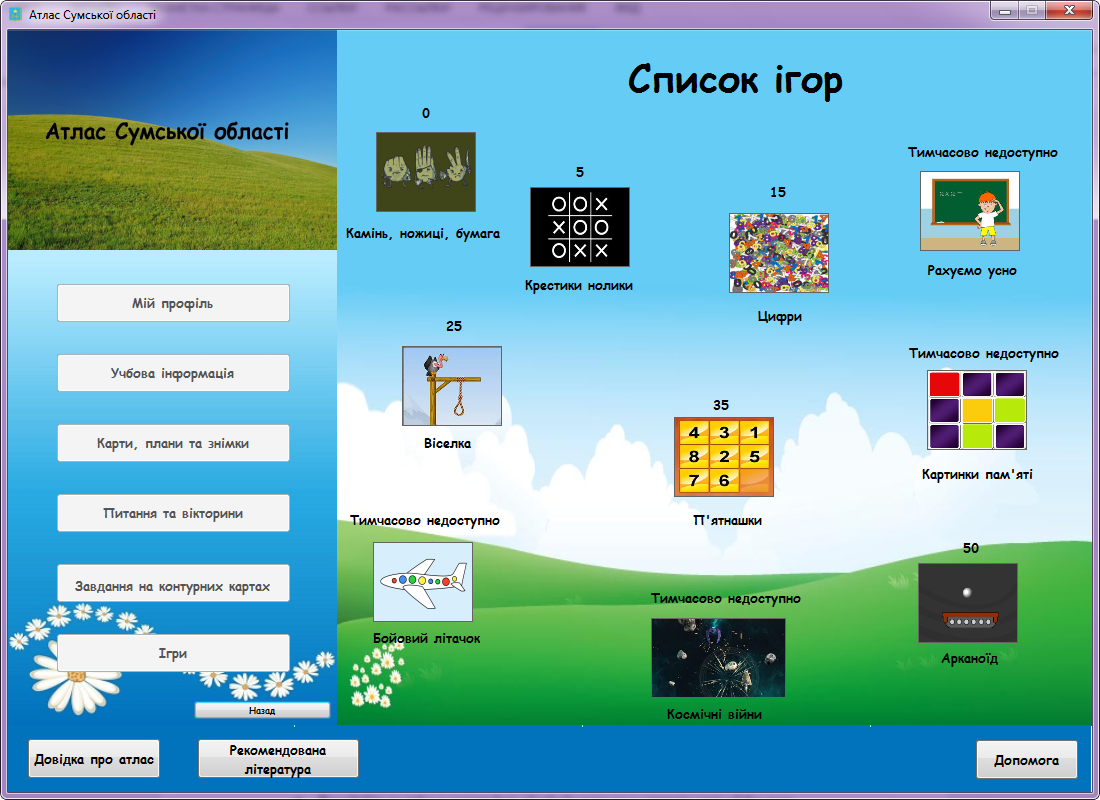 Атлас Сумської області
Атлас Сумської області
Мій профіль
Учбова інформація
Карти, плани та знімки
Питання та вікторини
Завдання на контурних картах
Ігри
Назад
Список ігор
0
Камінь, ножиці, бумага
5
O O X
X O O
O X X
Крестики нолики
15
Цифри
Тимчасово недоступно
Рахуємо усно
25
Віселка
35
4 3 1
8 2 5
7 6
П'ятнашки
Тимчасово недоступно
Картинки пам'яті
Тимчасово недоступно
Бойовий літачок
Тимчасово недоступно
Космічні війни
50
Арканоїд
Довідка про атлас
Рекомендована
література
Допомога